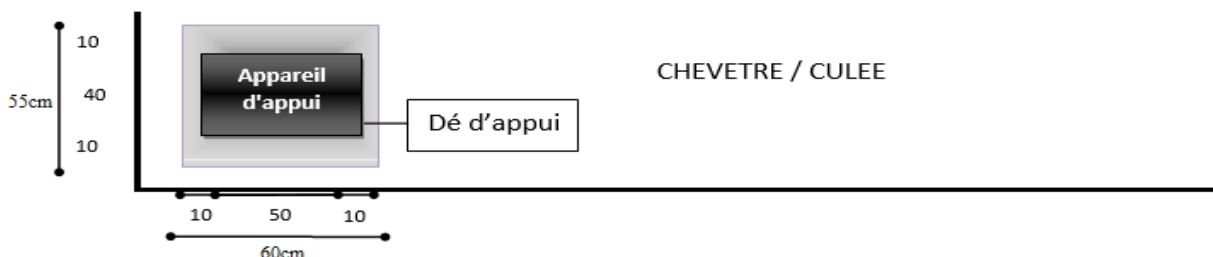 10
55cm
40
10
Appareil
d'appui
CHEVETRE / CULEE
Dé d’appui
10 50 10
60cm